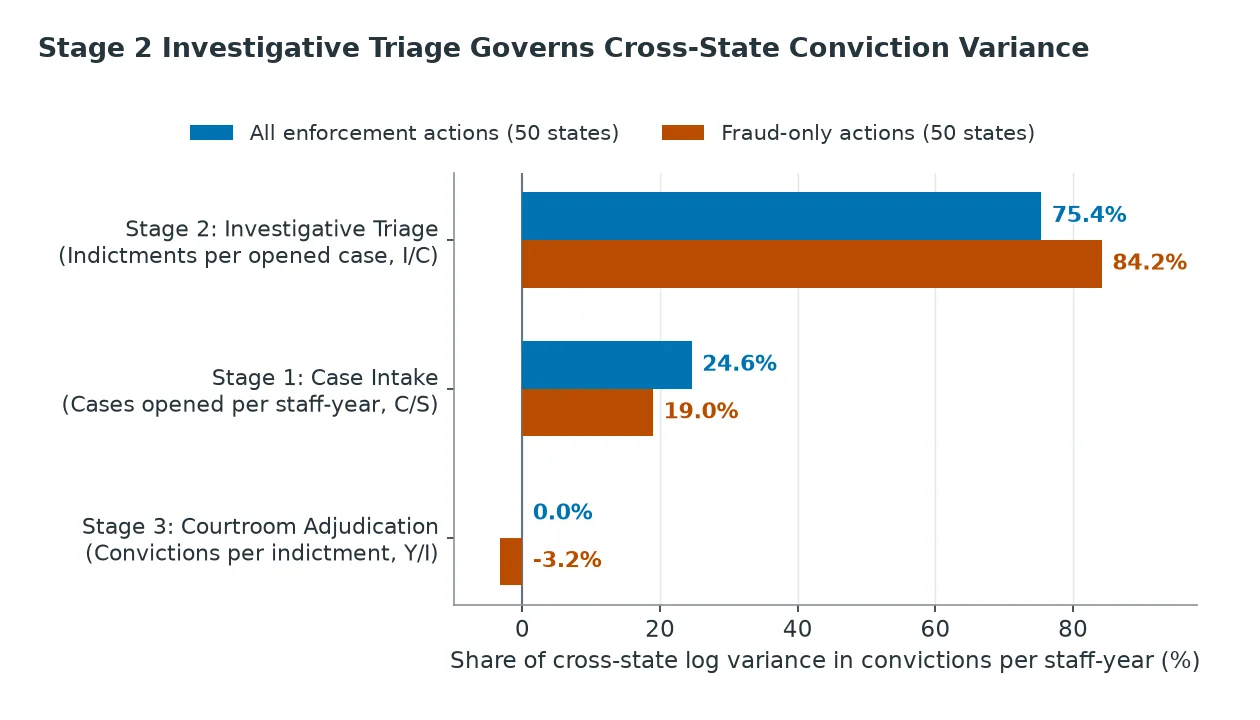 Stage 2 Investigative Triage Governs Cross-State Conviction Variance
All enforcement actions (50 states)
Fraud-only actions (50 states)
Stage 2: Investigative Triage
(Indictments per opened case, I/C)
75.4%
84.2%
Stage 1: Case Intake
(Cases opened per staff-year, C/S)
24.6%
19.0%
Stage 3: Courtroom Adjudication
(Convictions per indictment, Y/I)
0.0%
-3.2%
0 20 40 60 80
Share of cross-state log variance in convictions per staff-year (%)